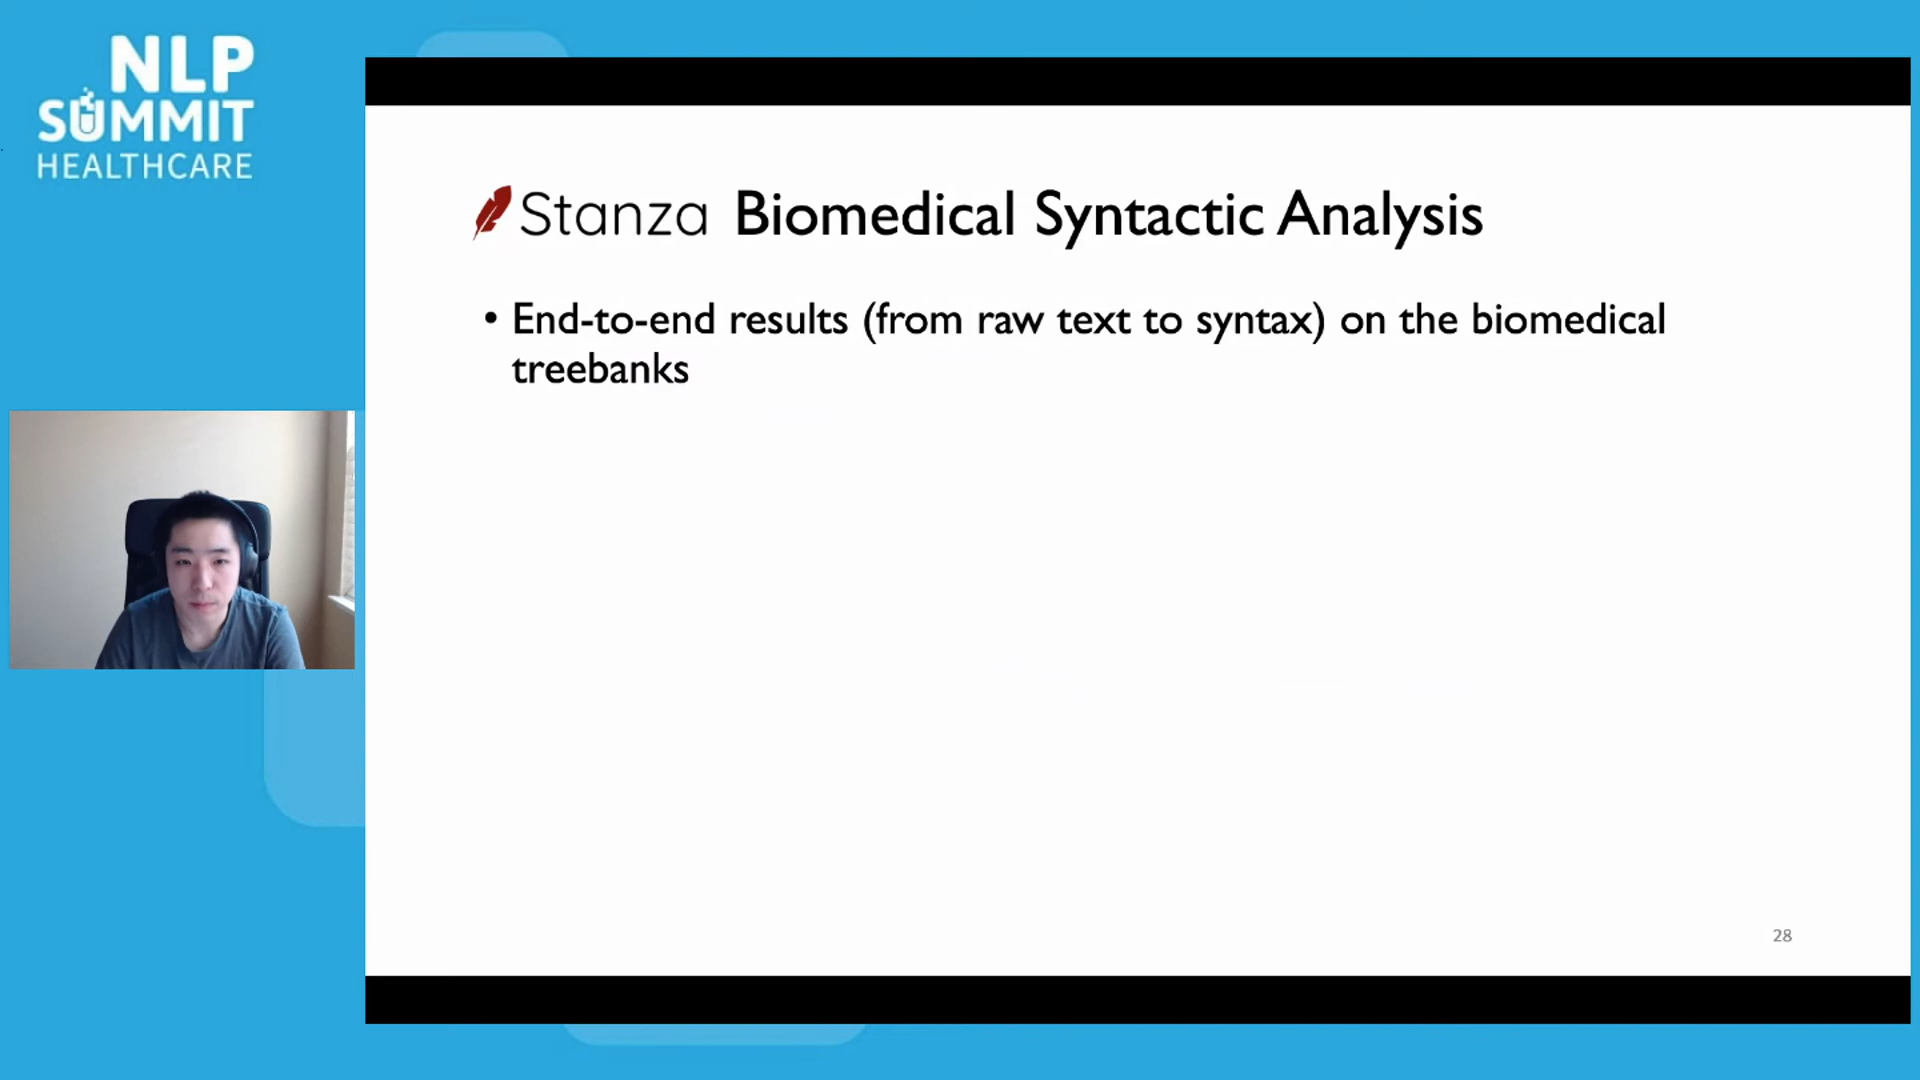 NLP
SUMMIT
HEALTHCARE
Stanza Biomedical Syntactic Analysis
• End-to-end results (from raw text to syntax) on the biomedical
treebanks
28